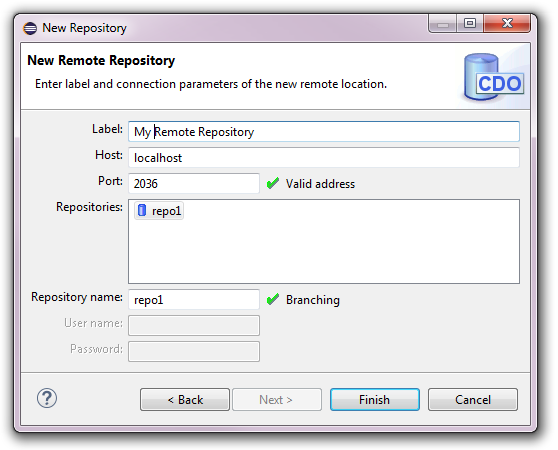 New Repository
New Remote Repository
Enter label and connection parameters of the new remote location.
CDO
Label: My Remote Repository
Host: localhost
Port: 2036 Valid address
Repositories: repo1
Repository name: repo1 Branching
User name:
Password:
? < Back Next > Finish Cancel